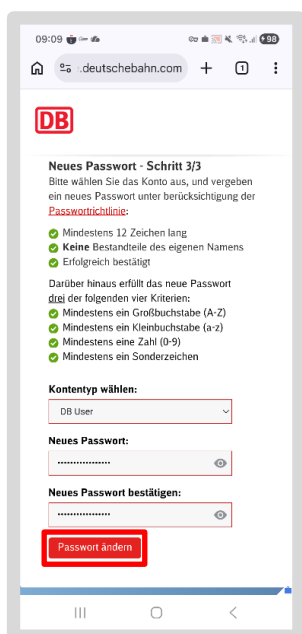 09:09
98
.deutschebahn.com
1
DB
Neues Passwort - Schritt 3/3
Bitte wählen Sie das Konto aus, und vergeben
ein neues Passwort unter berücksichtigung der
Passwortrichtlinie:
Mindestens 12 Zeichen lang
Keine Bestandteile des eigenen Namens
Erfolgreich bestätigt
Darüber hinaus erfüllt das neue Passwort
drei der folgenden vier Kriterien:
Mindestens ein Großbuchstabe (A-Z)
Mindestens ein Kleinbuchstabe (a-z)
Mindestens eine Zahl (0-9)
Mindestens ein Sonderzeichen
Kontentyp wählen:
DB User
Neues Passwort:
•••••••••••••••••
Neues Passwort bestätigen:
•••••••••••••••••
Passwort ändern